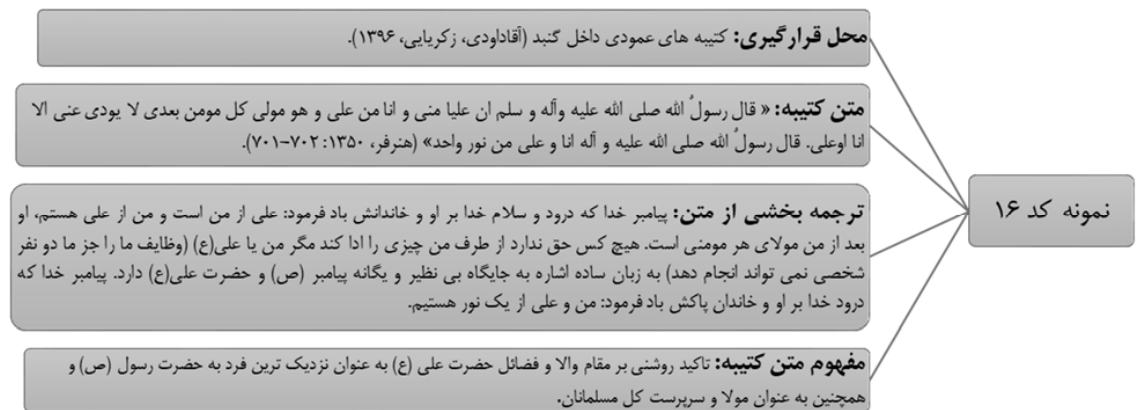 محل قرارگیری: کتیبه های عمودی داخل گنبد (آقاداودی، زکریایی، ۱۳۹۶).
متن کتیبه: « قال رسولُ الله صلی الله علیه وآله و سلم ان علیا منی و انا من علی و هو مولی کل مومن بعدی لا یودی عنی الا
انا اوعلی. قال رسولُ الله صلی الله علیه و آله انا و علی من نور واحد» (هنرفر، ۱۳۵۰: ۷۰۲-۷۰۱).
نمونه کد ۱۶
ترجمه بخشی از متن: پیامبر خدا که درود و سلام خدا بر او و خاندانش باد فرمود: علی از من است و من از علی هستم، او
بعد از من مولای هر مومنی است. هیچ کس حق ندارد از طرف من چیزی را ادا کند مگر من یا علی(ع) (وظایف ما را جز ما دو نفر
شخصی نمی تواند انجام دهد) به زبان ساده اشاره به جایگاه بی نظیر و یگانه پیامبر (ص) و حضرت علی(ع) دارد. پیامبر خدا که
درود خدا بر او و خاندان پاکش باد فرمود: من و علی از یک نور هستیم.
مفهوم متن کتیبه: تاکید روشنی بر مقام والا و فضائل حضرت علی (ع) به عنوان نزدیک ترین فرد به حضرت رسول (ص) و
همچنین به عنوان مولا و سرپرست کل مسلمانان.